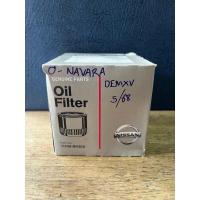 O-NAVARA
GENUINE PARTS
Oil
Filter
DEMXV
5/68
NISSAN